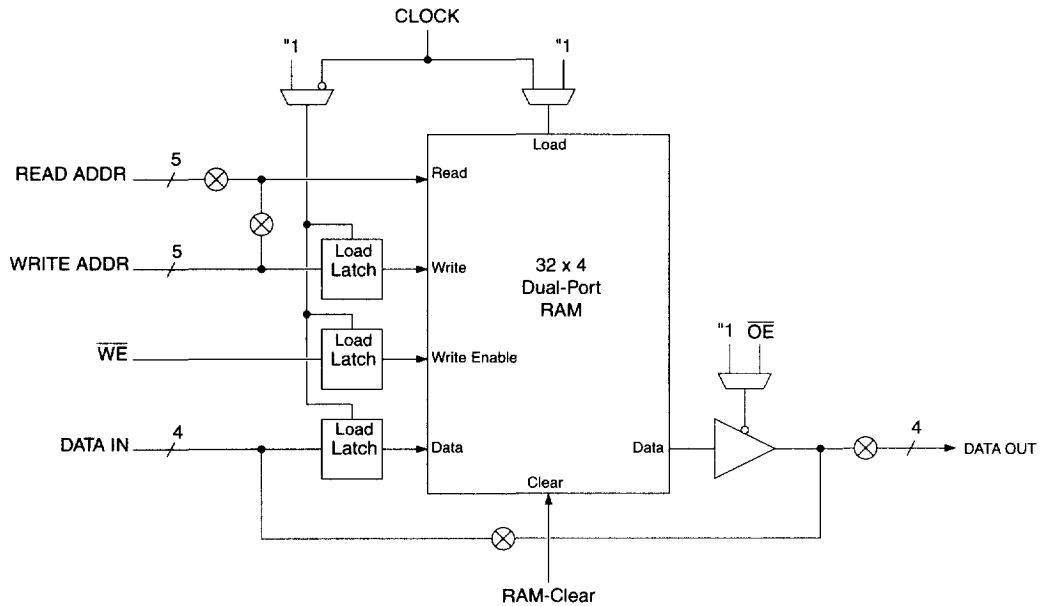 CLOCK
"1
"1
Load
READ ADDR
5
Read
WRITE ADDR
5
Load
Latch
Write
32 x 4
Dual-Port
RAM
WE
Load
Latch
Write Enable
"1
OE
DATA IN
4
Load
Latch
Data
Data
4
DATA OUT
Clear
RAM-Clear